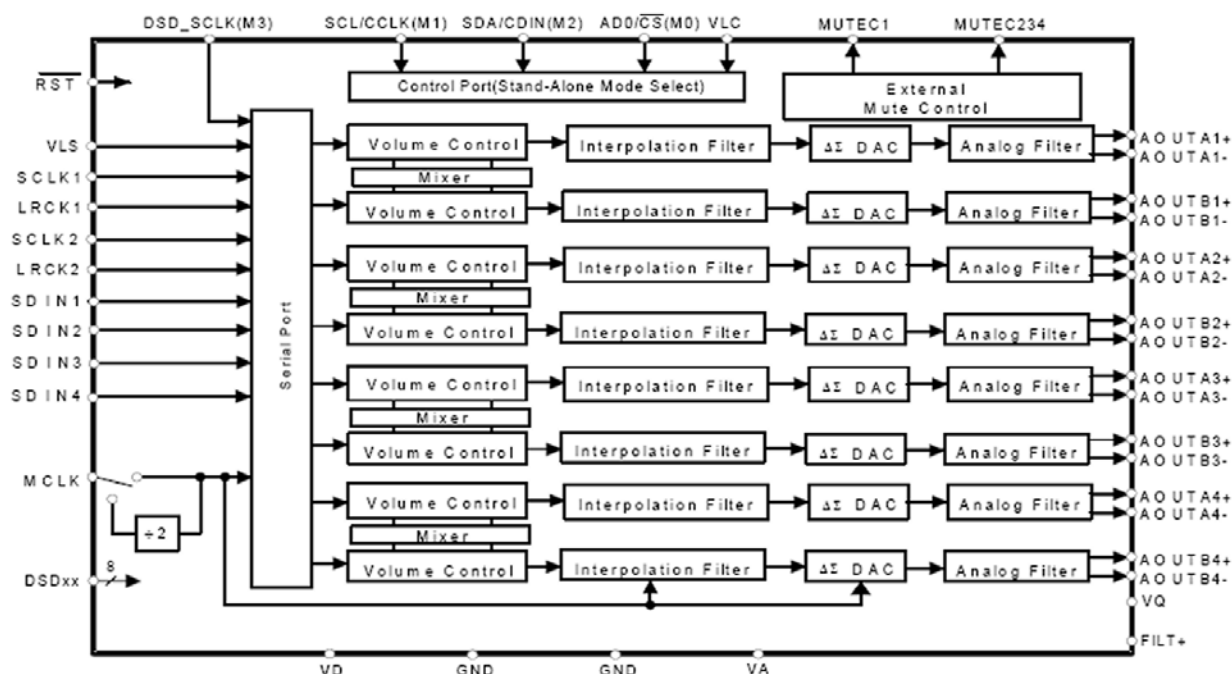 DSD_SCLK(M3) SCL/CCLK(M1) SDA/CDIN(M2) AD0/CS(M0) VLC MUTEC1 MUTEC234
RST
Control Port(Stand-Alone Mode Select)
External
Mute Control
VLS
SCLK1
LRCK1
SCLK2
LRCK2
SDIN1
SDIN2
SDIN3
SDIN4
MCLK
÷2
8
DSDxx
Serial Port
Volume Control Interpolation Filter ΔΣ DAC Analog Filter AOUTA1+
AOUTA1-
Mixer
Volume Control Interpolation Filter ΔΣ DAC Analog Filter AOUTB1+
AOUTB1-
Volume Control Interpolation Filter ΔΣ DAC Analog Filter AOUTA2+
AOUTA2-
Mixer
Volume Control Interpolation Filter ΔΣ DAC Analog Filter AOUTB2+
AOUTB2-
Volume Control Interpolation Filter ΔΣ DAC Analog Filter AOUTA3+
AOUTA3-
Mixer
Volume Control Interpolation Filter ΔΣ DAC Analog Filter AOUTB3+
AOUTB3-
Volume Control Interpolation Filter ΔΣ DAC Analog Filter AOUTA4+
AOUTA4-
Mixer
Volume Control Interpolation Filter ΔΣ DAC Analog Filter AOUTB4+
AOUTB4-
VQ
FILT+
VD GND GND VA